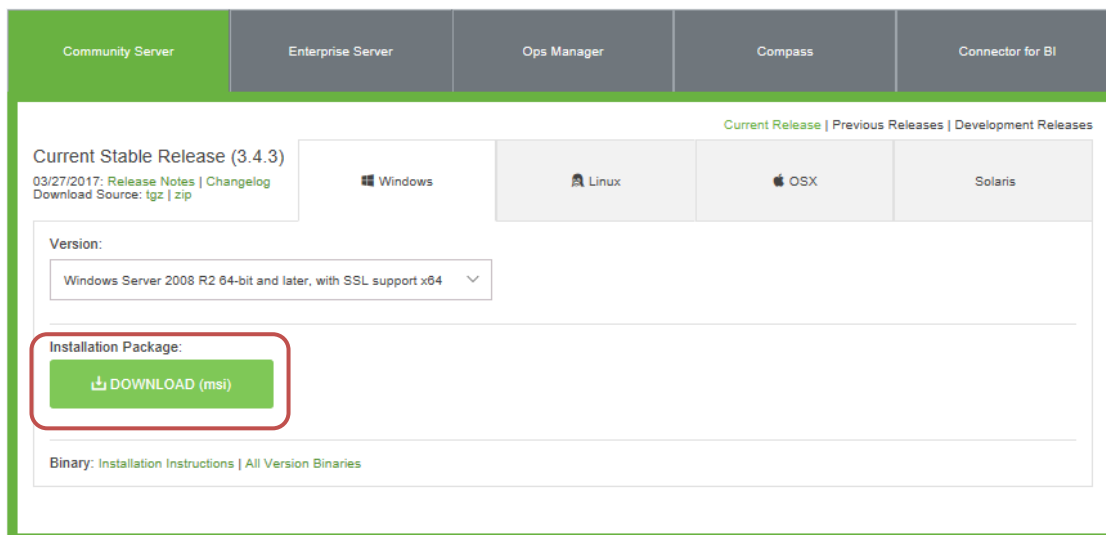 Community Server
Enterprise Server
Ops Manager
Compass
Connector for BI
Current Release | Previous Releases | Development Releases
Current Stable Release (3.4.3)
03/27/2017: Release Notes | Changelog
Download Source: tgz | zip
Windows
Linux
OSX
Solaris
Version:
Windows Server 2008 R2 64-bit and later, with SSL support x64
Installation Package:
DOWNLOAD (msi)
Binary: Installation Instructions | All Version Binaries